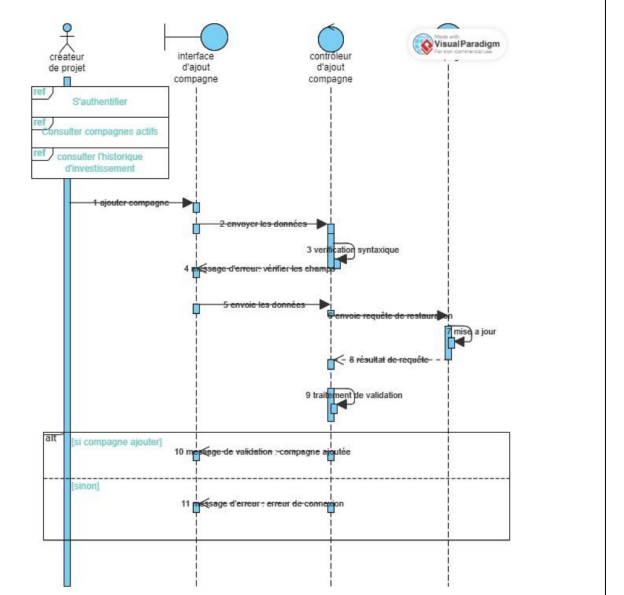 créateur
de projet
interface
d'ajout
compagne
contrôleur
d'ajout
compagne
Made with
Visual Paradigm
For non-commercial use
ref
S'authentifier
ref
Consulter compagnes actifs
ref
consulter l'historique
d'investissement
1 ajouter compagne
2 envoyer les données
3 verification syntaxique
4 message d'erreur: vérifier les champs
5 envoie les données
6 envoie requête de restauration
7 mise a jour
8 résultat de requête
9 traitement de validation
alt
[si compagne ajouter]
10 message de validation : compagne ajoutée
[sinon]
11 message d'erreur : erreur de connexion